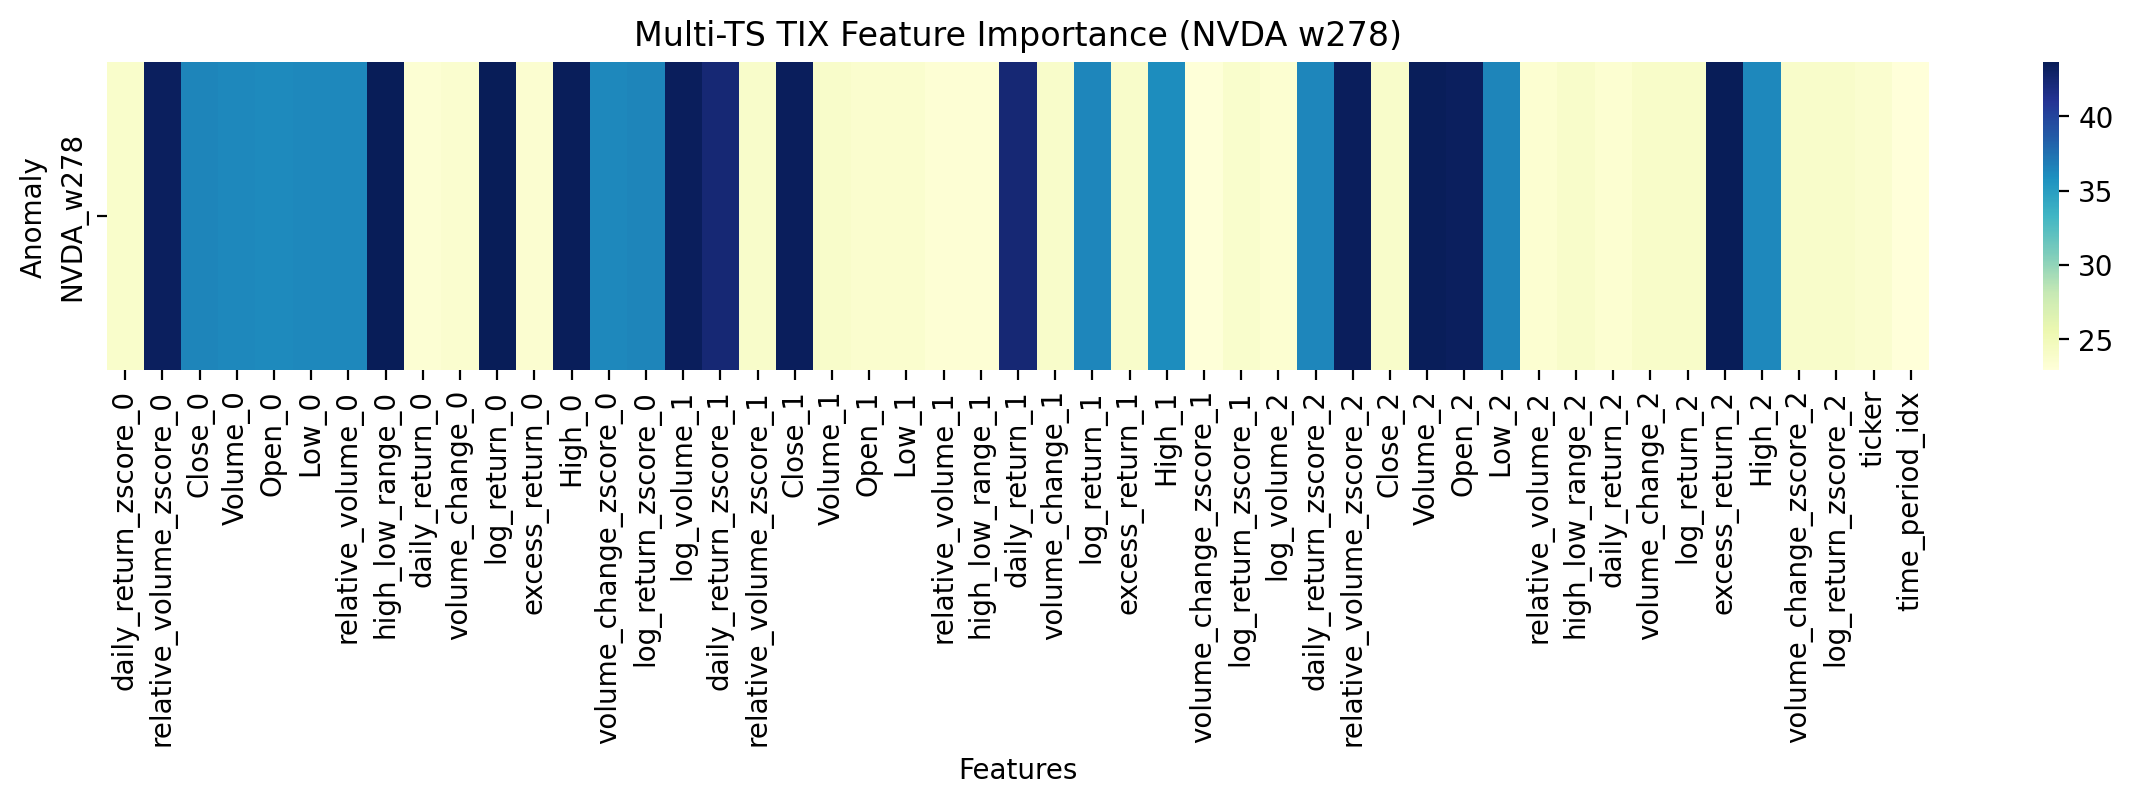 Multi-TS TIX Feature Importance (NVDA w278)
Anomaly
NVDA_w278
40
35
30
25
daily_return_zscore_0
relative_volume_zscore_0
Close_0
Volume_0
Open_0
Low_0
relative_volume_0
high_low_range_0
daily_return_0
volume_change_0
log_return_0
excess_return_0
High_0
volume_change_zscore_0
log_return_zscore_0
log_volume_1
daily_return_zscore_1
relative_volume_zscore_1
Close_1
Volume_1
Open_1
Low_1
relative_volume_1
high_low_range_1
daily_return_1
volume_change_1
log_return_1
excess_return_1
High_1
volume_change_zscore_1
log_return_zscore_1
log_volume_2
daily_return_zscore_2
relative_volume_zscore_2
Close_2
Volume_2
Open_2
Low_2
relative_volume_2
high_low_range_2
daily_return_2
volume_change_2
log_return_2
excess_return_2
High_2
volume_change_zscore_2
log_return_zscore_2
ticker
time_period_idx
Features